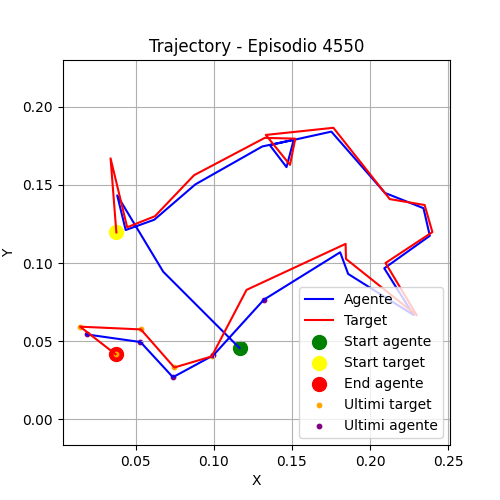 Trajectory - Episodio 4550
Y
0.20
0.15
0.10
0.05
0.00
Agente
Target
Start agente
Start target
End agente
Ultimi target
Ultimi agente
0.05 0.10 0.15 0.20 0.25
X